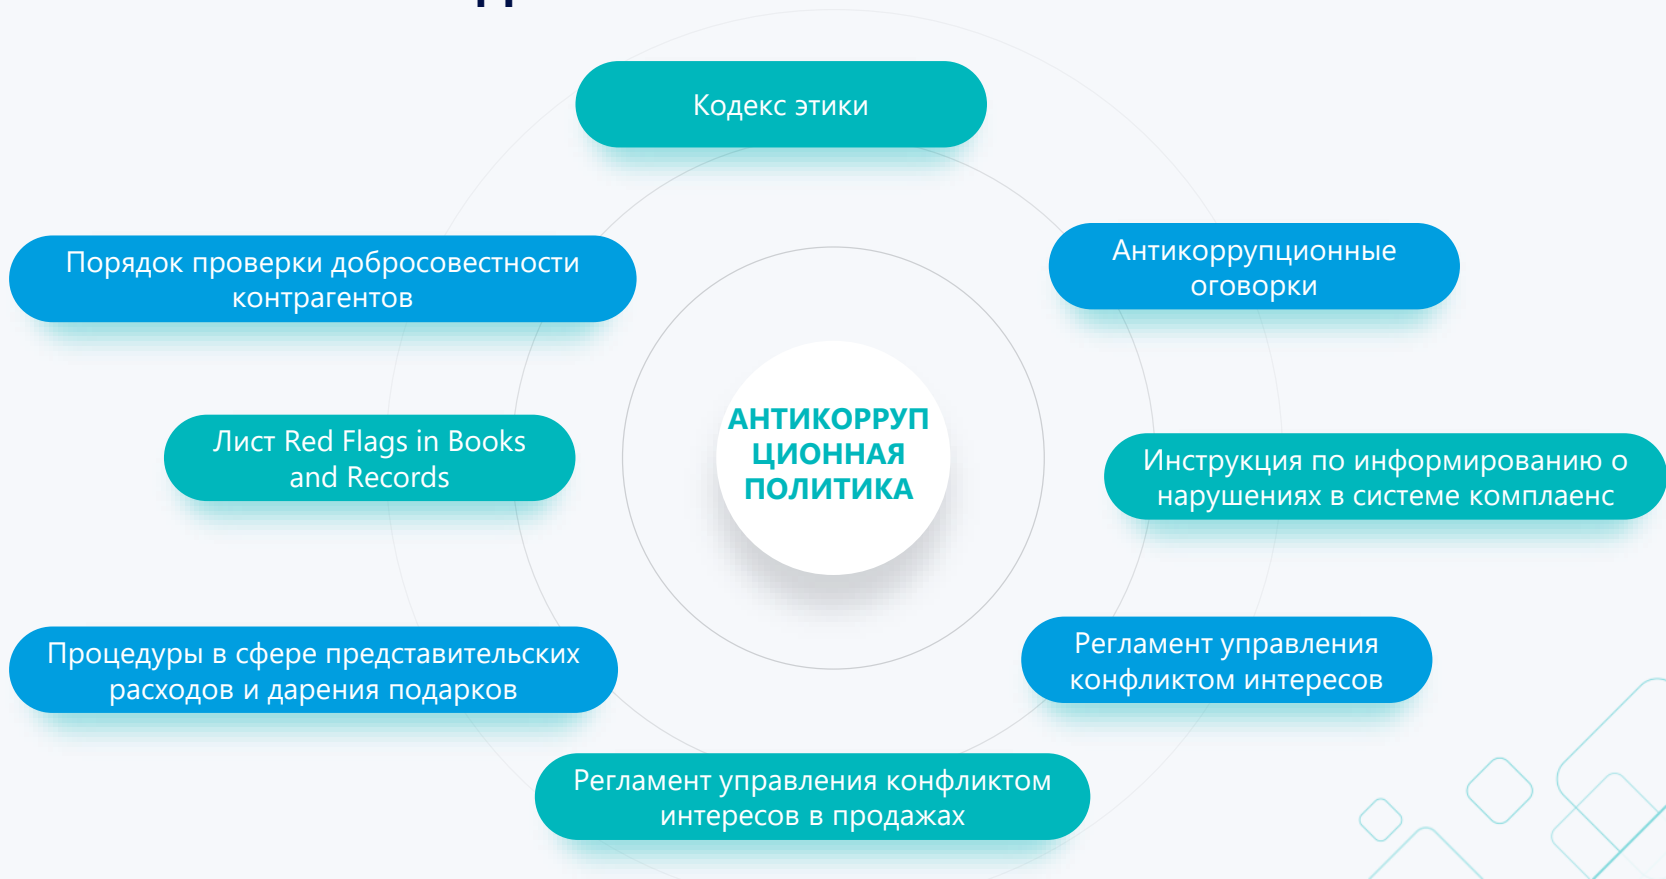 Кодекс этики
Порядок проверки добросовестности
контрагентов
Антикоррупционные
оговорки
Лист Red Flags in Books
and Records
АНТИКОРРУП
ЦИОННАЯ
ПОЛИТИКА
Инструкция по информированию о
нарушениях в системе комплаенс
Процедуры в сфере представительских
расходов и дарения подарков
Регламент управления
конфликтом интересов
Регламент управления конфликтом
интересов в продажах